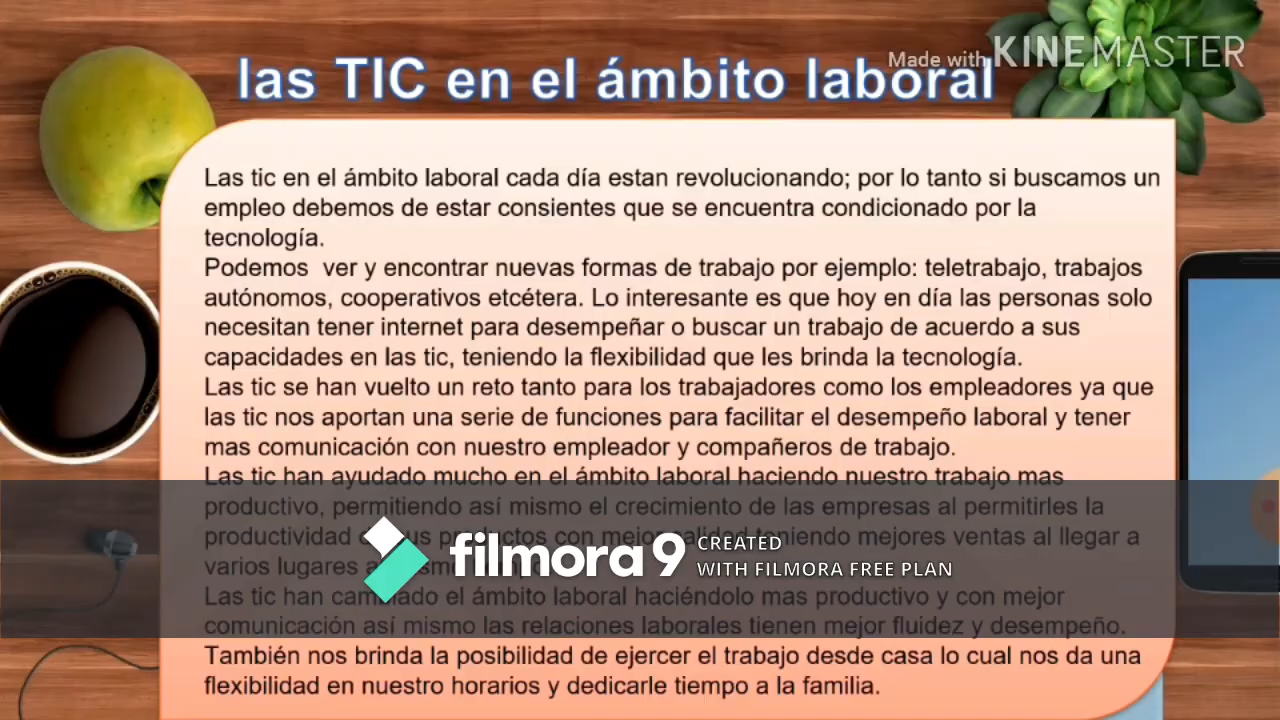 Made with KINEMASTER
las TIC en el ámbito laboral
Las tic en el ámbito laboral cada día estan revolucionando; por lo tanto si buscamos un
empleo debemos de estar consientes que se encuentra condicionado por la
tecnología.
Podemos ver y encontrar nuevas formas de trabajo por ejemplo: teletrabajo, trabajos
autónomos, cooperativos etcétera. Lo interesante es que hoy en día las personas solo
necesitan tener internet para desempeñar o buscar un trabajo de acuerdo a sus
capacidades en las tic, teniendo la flexibilidad que les brinda la tecnología.
Las tic se han vuelto un reto tanto para los trabajadores como los empleadores ya que
las tic nos aportan una serie de funciones para facilitar el desempeño laboral y tener
mas comunicación con nuestro empleador y compañeros de trabajo.
Las tic han ayudado mucho en el ámbito laboral haciendo nuestro trabajo mas
productivo, permitiendo así mismo el crecimiento de las empresas al permitirles la
productividad productos con mejor calidad teniendo mejores ventas al llegar a
varios lugares
filmora 9 CREATED
WITH FILMORA FREE PLAN
Las tic han cambiado el ámbito laboral haciéndolo mas productivo y con mejor
comunicación así mismo las relaciones laborales tienen mejor fluidez y desempeño.
También nos brinda la posibilidad de ejercer el trabajo desde casa lo cual nos da una
flexibilidad en nuestro horarios y dedicarle tiempo a la familia.